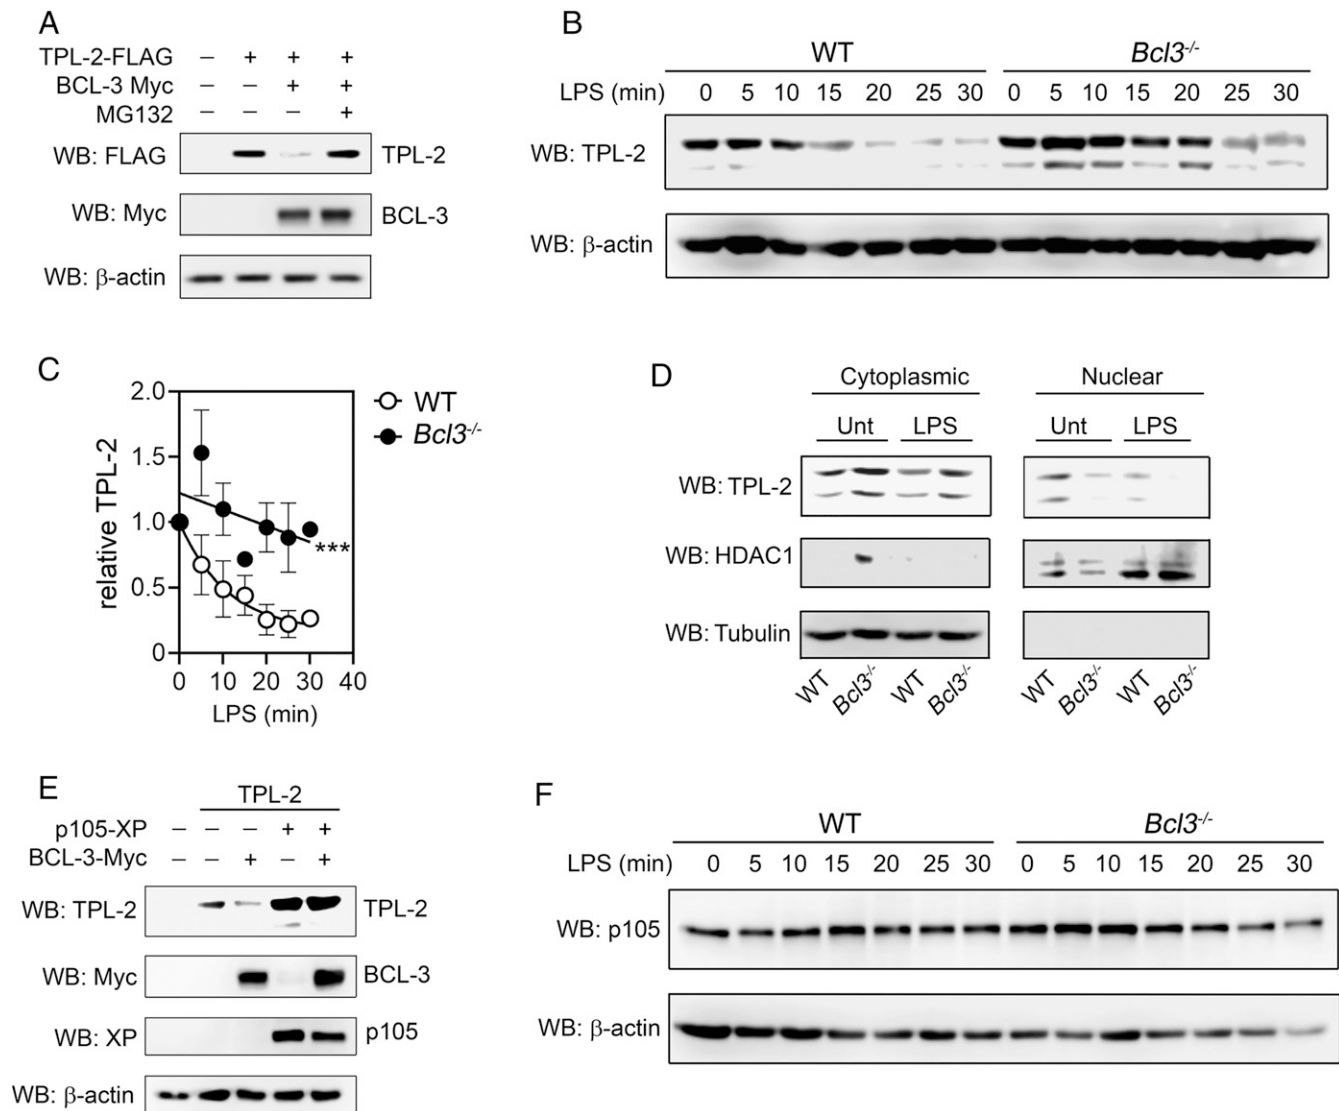 A
TPL-2-FLAG – + + +
BCL-3 Myc – – + +
MG132 – – – +
WB: FLAG TPL-2
WB: Myc BCL-3
WB: β-actin
B
WT Bcl3-/-
LPS (min) 0 5 10 15 20 25 30 0 5 10 15 20 25 30
WB: TPL-2
WB: β-actin
C
2.0
1.5
1.0
0.5
0
relative TPL-2
0 10 20 30 40
LPS (min)
WT
Bcl3-/-
***
D
Cytoplasmic Nuclear
Unt LPS Unt LPS
WB: TPL-2
WB: HDAC1
WB: Tubulin
WT Bcl3-/- WT Bcl3-/- WT Bcl3-/- WT Bcl3-/-
E
TPL-2
p105-XP – – – + +
BCL-3-Myc – – + – +
WB: TPL-2 TPL-2
WB: Myc BCL-3
WB: XP p105
WB: β-actin
F
WT Bcl3-/-
LPS (min) 0 5 10 15 20 25 30 0 5 10 15 20 25 30
WB: p105
WB: β-actin